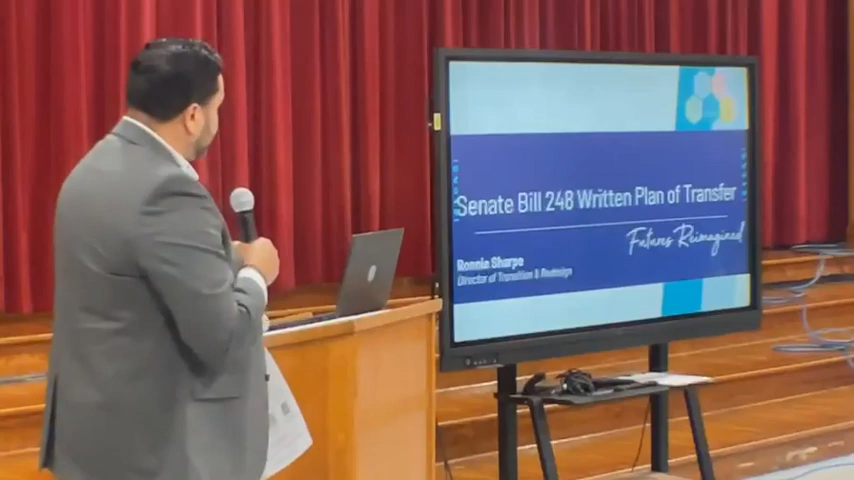 Senate Bill 248 Written Plan of Transfer
Futures Reimagined
Ronnie Sharpe
Director of Transition & Redesign